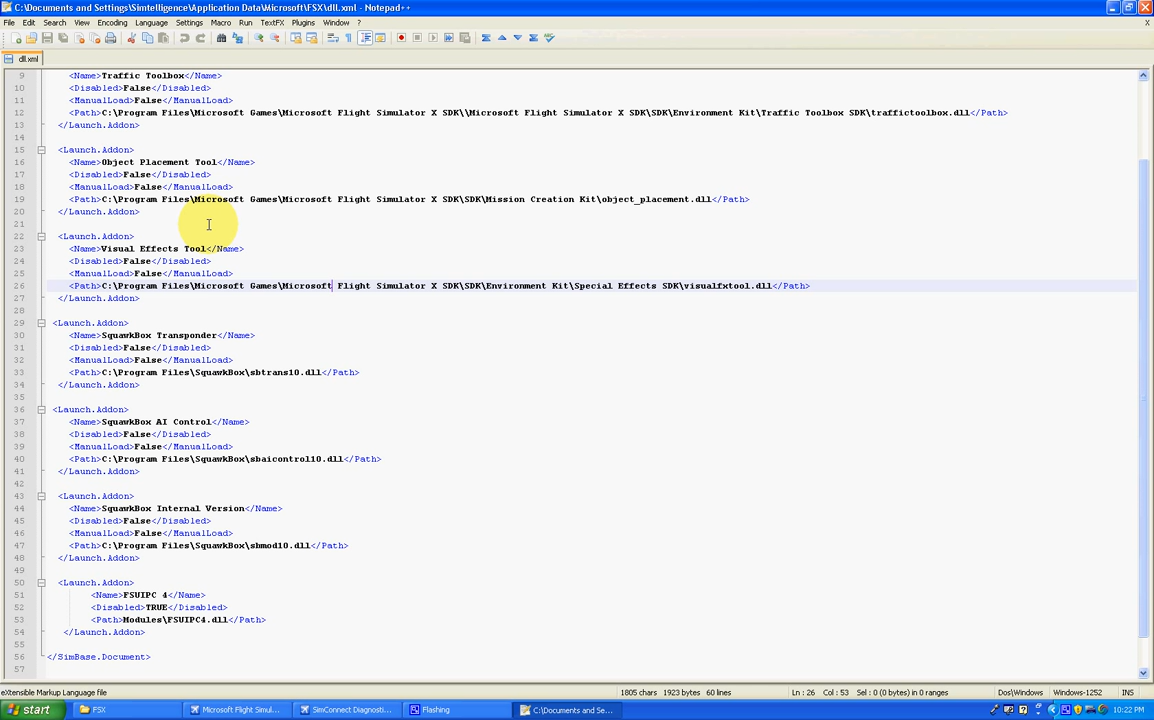 C:\Documents and Settings\Simtelligence\Application Data\Microsoft\FSX\dll.xml - Notepad++
File Edit Search View Encoding Language Settings Macro Run TextFX Plugins Window ? X
dll.xml
9 <Name>Traffic Toolbox</Name>
10 <Disabled>False</Disabled>
11 <ManualLoad>False</ManualLoad>
12 <Path>C:\Program Files\Microsoft Games\Microsoft Flight Simulator X SDK\\Microsoft Flight Simulator X SDK\SDK\Environment Kit\Traffic Toolbox SDK\traffictoolbox.dll</Path>
13 </Launch.Addon>
14
15 <Launch.Addon>
16 <Name>Object Placement Tool</Name>
17 <Disabled>False</Disabled>
18 <ManualLoad>False</ManualLoad>
19 <Path>C:\Program Files\Microsoft Games\Microsoft Flight Simulator X SDK\SDK\Mission Creation Kit\object_placement.dll</Path>
20 </Launch.Addon>
21
22 <Launch.Addon>
23 <Name>Visual Effects Tool</Name>
24 <Disabled>False</Disabled>
25 <ManualLoad>False</ManualLoad>
26 <Path>C:\Program Files\Microsoft Games\Microsoft Flight Simulator X SDK\SDK\Environment Kit\Special Effects SDK\visualfxtool.dll</Path>
27 </Launch.Addon>
28
29 <Launch.Addon>
30 <Name>SquawkBox Transponder</Name>
31 <Disabled>False</Disabled>
32 <ManualLoad>False</ManualLoad>
33 <Path>C:\Program Files\SquawkBox\sbtrans10.dll</Path>
34 </Launch.Addon>
35
36 <Launch.Addon>
37 <Name>SquawkBox AI Control</Name>
38 <Disabled>False</Disabled>
39 <ManualLoad>False</ManualLoad>
40 <Path>C:\Program Files\SquawkBox\sbaicontrol10.dll</Path>
41 </Launch.Addon>
42
43 <Launch.Addon>
44 <Name>SquawkBox Internal Version</Name>
45 <Disabled>False</Disabled>
46 <ManualLoad>False</ManualLoad>
47 <Path>C:\Program Files\SquawkBox\sbmod10.dll</Path>
48 </Launch.Addon>
49
50 <Launch.Addon>
51 <Name>FSUIPC 4</Name>
52 <Disabled>TRUE</Disabled>
53 <Path>Modules\FSUIPC4.dll</Path>
54 </Launch.Addon>
55
56 </SimBase.Document>
57
eXtensible Markup Language file 1805 chars 1923 bytes 60 lines Ln : 26 Col : 53 Sel : 0 (0 bytes) in 0 ranges Dos\Windows Windows-1252 INS
start FSX Microsoft Flight Simul... SimConnect Diagnosti... Flashing C:\Documents and Se... 10:22 PM